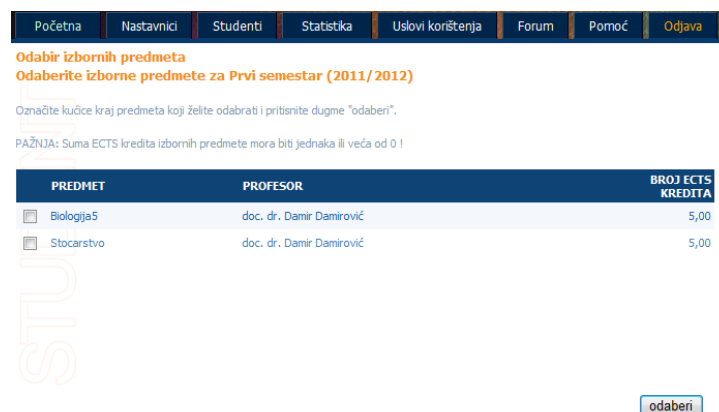 Početna Nastavnici Studenti Statistika Uslovi korištenja Forum Pomoć Odjava
Odabir izbornih predmeta
Odaberite izborne predmete za Prvi semestar (2011/2012)
Označite kućice kraj predmeta koji želite odabrati i pritisnite dugme "odaberi".
PAŽNJA: Suma ECTS kredita izbornih predmete mora biti jednaka ili veća od 0 !
PREDMET PROFESOR BROJ ECTS
KREDITA
Biologija5 doc. dr. Damir Damirović 5,00
Stocarstvo doc. dr. Damir Damirović 5,00
odaberi